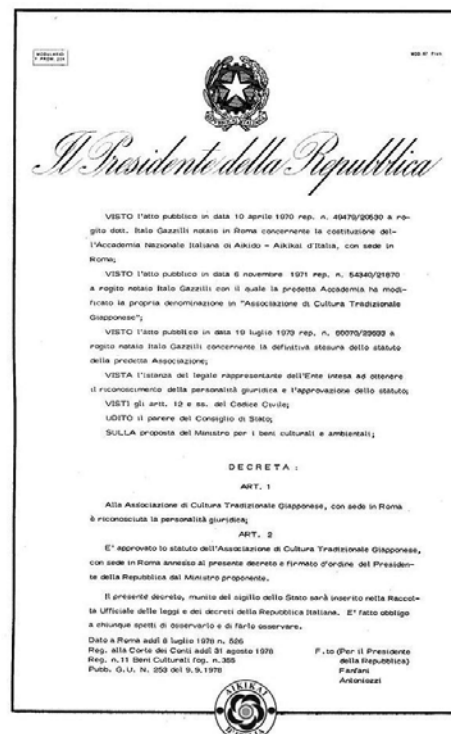 MODULARIO
Il Presidente della Repubblica
VISTO l'atto pubblico in data 10 aprile 1970 rep. n. 49479/20530 a ro-
gito dott. Italo Gazzilli notaio in Roma concernente la costituzione del-
l'Accademia Nazionale Italiana di Aikido - Aikikai d'Italia, con sede in
Roma;
VISTO l'atto pubblico in data 6 novembre 1971 rep. n. 54340/21870
a rogito notaio Italo Gazzilli con il quale la predetta Accademia ha modi-
ficato la propria denominazione in "Associazione di Cultura Tradizionale
Giapponese";
VISTO l'atto pubblico in data 19 luglio 1973 rep. n.
rogito notaio Italo Gazzilli concernente la definitiva stesura dello statuto
della predetta Associazione;
VISTA l'istanza del legale rappresentante dell'Ente intesa ad ottenere
il riconoscimento della personalità giuridica e l'approvazione dello statuto;
VISTI gli artt. 12 e ss. del Codice Civile;
UDITO il parere del Consiglio di Stato;
SULLA proposta del Ministro per i beni culturali e ambientali;
DECRETA :
ART. 1
Alla Associazione di Cultura Tradizionale Giapponese, con sede in Roma
è riconosciuta la personalità giuridica;
ART. 2
E' approvato lo statuto dell'Associazione di Cultura Tradizionale Giapponese,
con sede in Roma annesso al presente decreto e firmato d'ordine del Presiden-
te della Repubblica dal Ministro proponente.
Il presente decreto, munito del sigillo dello Stato sarà inserito nella Raccol-
ta Ufficiale delle leggi e dei decreti della Repubblica Italiana. E' fatto obbligo
a chiunque spetti di osservarlo e di farlo osservare.
Dato a Roma addì 8 luglio 1978 n. 526
Reg. alla Corte dei Conti addì 31 agosto 1978
Reg. n.11 Beni Culturali fog. n.
Pubb. G. U. N. 253 del 9.9.1978
F.to (Per il Presidente
della Repubblica)
Fanfani
Antoniozzi
AIKIKAI